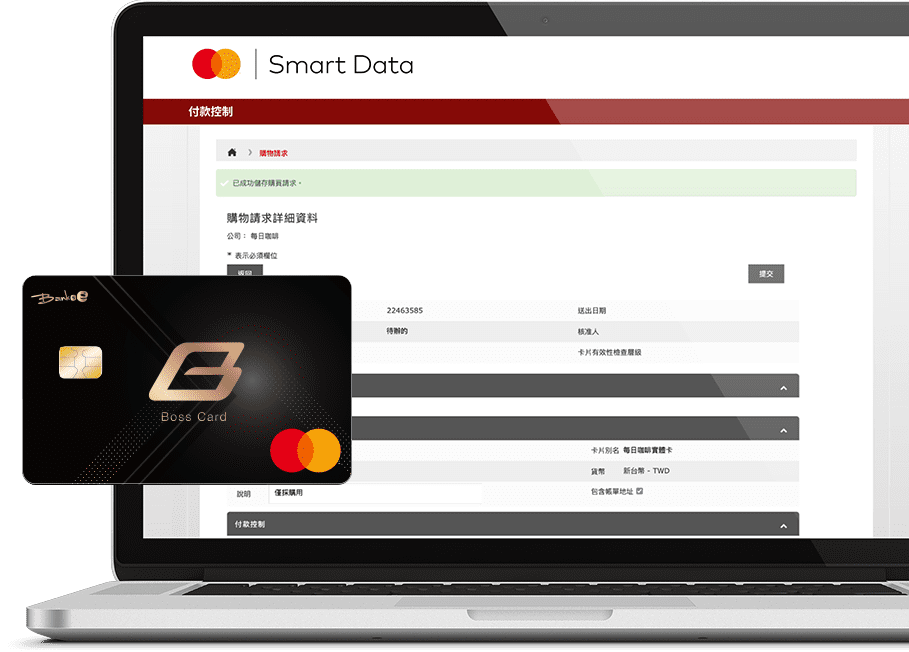 Smart Data
付款控制
購物請求
已成功儲存購買請求。
購物請求詳細資料
公司： 每日咖啡
* 表示必須欄位
返回
提交
22463585 送出日期
待辦的 核准人
卡片有效性檢查層級
卡片別名 每日咖啡實體卡
貨幣 新台幣 - TWD
說明 僅採購用 包含帳單地址
付款控制
Bankee
Boss Card